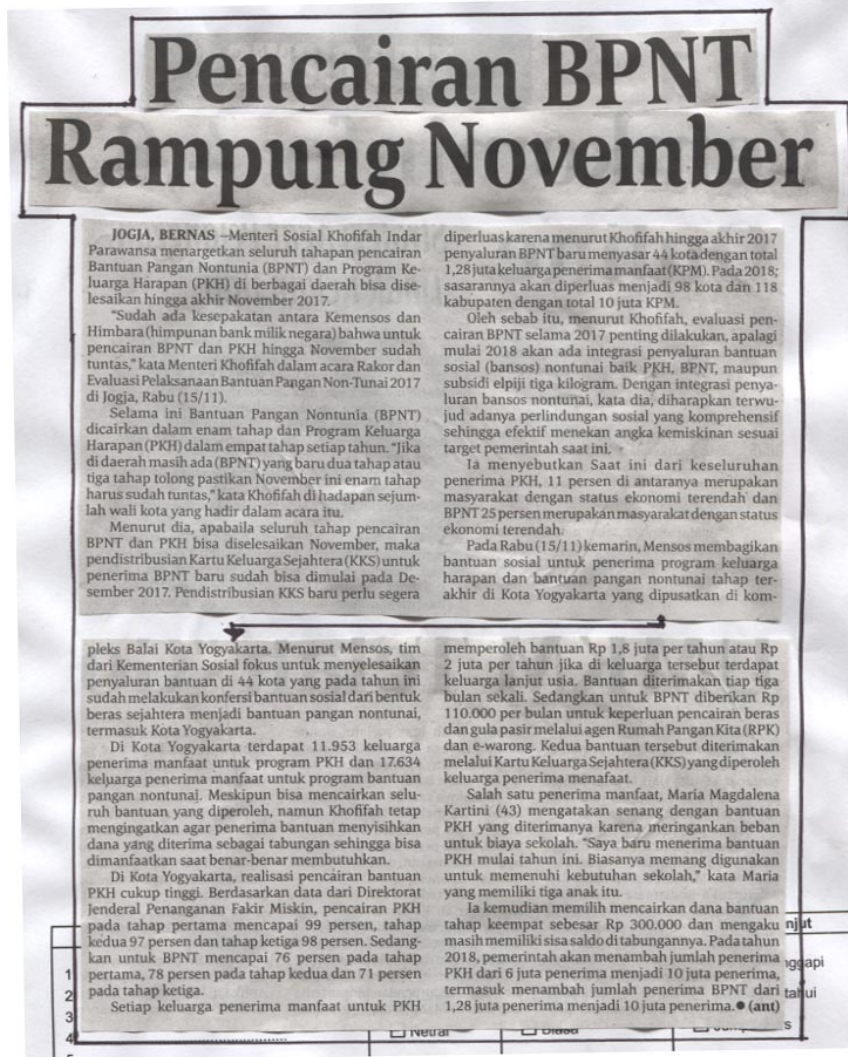 Pencairan BPNT
Rampung November
JOGJA, BERNAS –Menteri Sosial Khofifah Indar
Parawansa menargetkan seluruh tahapan pencairan
Bantuan Pangan Nontunia (BPNT) dan Program Ke-
luarga Harapan (PKH) di berbagai daerah bisa dise-
lesaikan hingga akhir November 2017.
"Sudah ada kesepakatan antara Kemensos dan
Himbara (himpunan bank milik negara) bahwa untuk
pencairan BPNT dan PKH hingga November sudah
tuntas," kata Menteri Khofifah dalam acara Rakor dan
Evaluasi Pelaksanaan Bantuan Pangan Non-Tunai 2017
di Jogja, Rabu (15/11).
Selama ini Bantuan Pangan Nontunia (BPNT)
dicairkan dalam enam tahap dan Program Keluarga
Harapan (PKH) dalam empat tahap setiap tahun. "Jika
di daerah masih ada (BPNT) yang baru dua tahap atau
tiga tahap tolong pastikan November ini enam tahap
harus sudah tuntas," kata Khofifah di hadapan sejum-
lah wali kota yang hadir dalam acara itu.
Menurut dia, apabaila seluruh tahap pencairan
BPNT dan PKH bisa diselesaikan November, maka
pendistribusian Kartu Keluarga Sejahtera (KKS) untuk
penerima BPNT baru sudah bisa dimulai pada De-
sember 2017. Pendistribusian KKS baru perlu segera
diperluas karena menurut Khofifah hingga akhir 2017
penyaluran BPNT baru menyasar 44 kota dengan total
1,28 juta keluarga penerima manfaat (KPM). Pada 2018;
sasarannya akan diperluas menjadi 98 kota dan 118
kabupaten dengan total 10 juta KPM.
Oleh sebab itu, menurut Khofifah, evaluasi pen-
cairan BPNT selama 2017 penting dilakukan, apalagi
mulai 2018 akan ada integrasi penyaluran bantuan
sosial (bansos) nontunai baik PKH, BPNT, maupun
subsidi elpiji tiga kilogram. Dengan integrasi penya-
luran bansos nontunai, kata dia, diharapkan terwu-
jud adanya perlindungan sosial yang komprehensif
sehingga efektif menekan angka kemiskinan sesuai
target pemerintah saat ini.
Ia menyebutkan Saat ini dari keseluruhan
penerima PKH, 11 persen di antaranya merupakan
masyarakat dengan status ekonomi terendah dan
BPNT 25 persen merupakan masyarakat dengan status
ekonomi terendah.
Pada Rabu (15/11) kemarin, Mensos membagikan
bantuan sosial untuk penerima program keluarga
harapan dan bantuan pangan nontunai tahap ter-
akhir di Kota Yogyakarta yang dipusatkan di kom-
pleks Balai Kota Yogyakarta. Menurut Mensos, tim
dari Kementerian Sosial fokus untuk menyelesaikan
penyaluran bantuan di 44 kota yang pada tahun ini
sudah melakukan konfersi bantuan sosial dari bentuk
beras sejahtera menjadi bantuan pangan nontunai,
termasuk Kota Yogyakarta.
Di Kota Yogyakarta terdapat 11.953 keluarga
penerima manfaat untuk program PKH dan 17.634
keluarga penerima manfaat untuk program bantuan
pangan nontunai. Meskipun bisa mencairkan selu-
ruh bantuan yang diperoleh, namun Khofifah tetap
mengingatkan agar penerima bantuan menyisihkan
dana yang diterima sebagai tabungan sehingga bisa
dimanfaatkan saat benar-benar membutuhkan.
Di Kota Yogyakarta, realisasi pencairan bantuan
PKH cukup tinggi. Berdasarkan data dari Direktorat
Jenderal Penanganan Fakir Miskin, pencairan PKH
pada tahap pertama mencapai 99 persen, tahap
kedua 97 persen dan tahap ketiga 98 persen. Sedang-
kan untuk BPNT mencapai 76 persen pada tahap
pertama, 78 persen pada tahap kedua dan 71 persen
pada tahap ketiga.
Setiap keluarga penerima manfaat untuk PKH
memperoleh bantuan Rp 1,8 juta per tahun atau Rp
2 juta per tahun jika di keluarga tersebut terdapat
keluarga lanjut usia. Bantuan diterimakan tiap tiga
bulan sekali. Sedangkan untuk BPNT diberikan Rp
110.000 per bulan untuk keperluan pencairan beras
dan gula pasir melalui agen Rumah Pangan Kita (RPK)
dan e-warong. Kedua bantuan tersebut diterimakan
melalui Kartu Keluarga Sejahtera (KKS) yang diperoleh
keluarga penerima menafaat.
Salah satu penerima manfaat, Maria Magdalena
Kartini (43) mengatakan senang dengan bantuan
PKH yang diterimanya karena meringankan beban
untuk biaya sekolah. "Saya baru menerima bantuan
PKH mulai tahun ini. Biasanya memang digunakan
untuk memenuhi kebutuhan sekolah," kata Maria
yang memiliki tiga anak itu.
Ia kemudian memilih mencairkan dana bantuan
tahap keempat sebesar Rp 300.000 dan mengaku
masih memiliki sisa saldo di tabungannya. Pada tahun
2018, pemerintah akan menambah jumlah penerima
PKH dari 6 juta penerima menjadi 10 juta penerima,
termasuk menambah jumlah penerima BPNT dari
1,28 juta penerima menjadi 10 juta penerima.● (ant)
njut
1
2
3
4
Netral